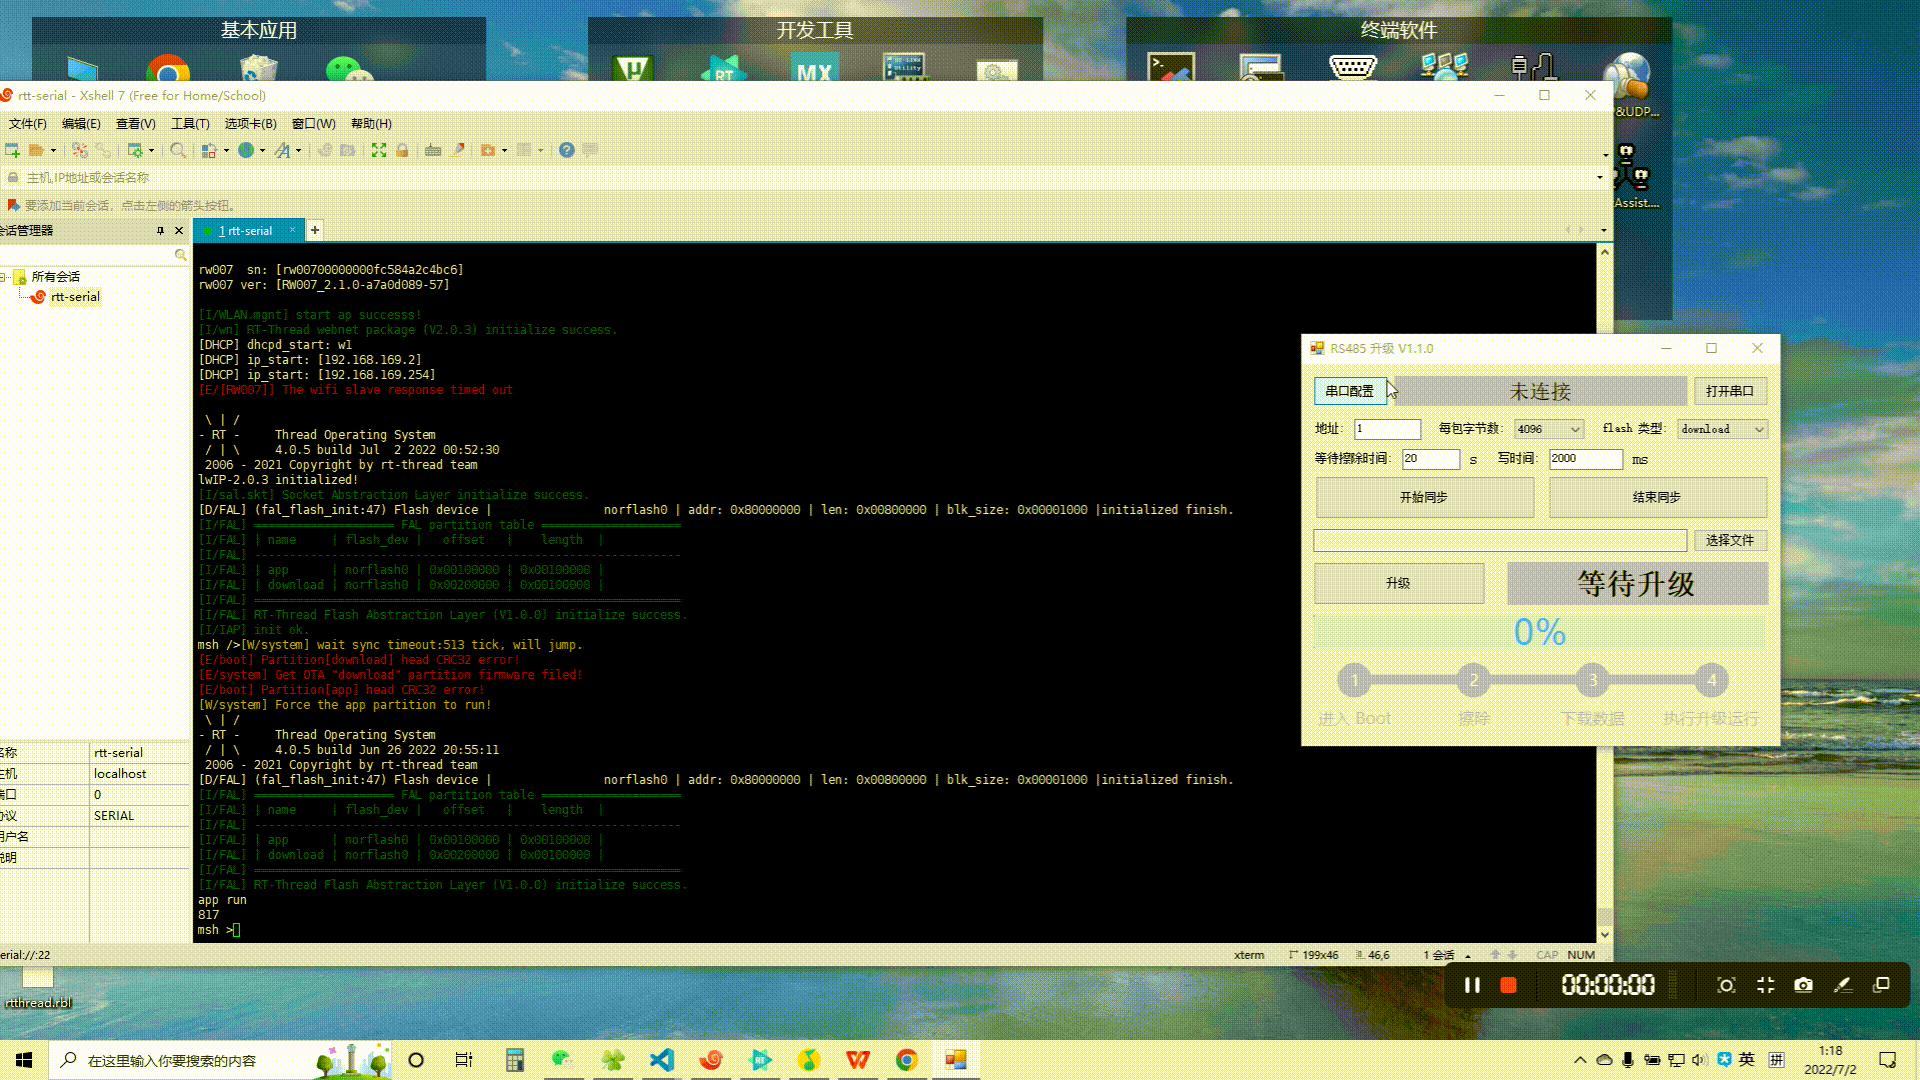 基本应用
开发工具
终端软件
rtt-serial - Xshell 7 (Free for Home/School)
文件(F) 编辑(E) 查看(V) 工具(T) 选项卡(B) 窗口(W) 帮助(H)
主机,IP地址或会话名称
要添加当前会话，点击左侧的箭头按钮。
会话管理器
1 rtt-serial
所有会话
rtt-serial
rw007  sn: [rw00700000000fc584a2c4bc6]
rw007 ver: [RW007_2.1.0-a7a0d089-57]
[I/WLAN.mgnt] start ap successs!
[I/wn] RT-Thread webnet package (V2.0.3) initialize success.
[DHCP] dhcpd_start: w1
[DHCP] ip_start: [192.168.169.2]
[DHCP] ip_start: [192.168.169.254]
[E/[RW007]] The wifi slave response timed out
 \ | /
- RT -     Thread Operating System
 / | \     4.0.5 build Jul  2 2022 00:52:30
 2006 - 2021 Copyright by rt-thread team
lwIP-2.0.3 initialized!
[I/sal.skt] Socket Abstraction Layer initialize success.
[D/FAL] (fal_flash_init:47) Flash device |                norflash0 | addr: 0x80000000 | len: 0x00800000 | blk_size: 0x00001000 |initialized finish.
[I/FAL] ==================== FAL partition table ====================
[I/FAL] | name     | flash_dev |   offset   |    length  |
[I/FAL] -------------------------------------------------------------
[I/FAL] | app      | norflash0 | 0x00100000 | 0x00100000 |
[I/FAL] | download | norflash0 | 0x00200000 | 0x00100000 |
[I/FAL] =============================================================
[I/FAL] RT-Thread Flash Abstraction Layer (V1.0.0) initialize success.
[I/IAP] init ok.
msh />[W/system] wait sync timeout:513 tick, will jump.
[E/boot] Partition[download] head CRC32 error!
[E/system] Get OTA "download" partition firmware filed!
[E/boot] Partition[app] head CRC32 error!
[W/system] Force the app partition to run!
 \ | /
- RT -     Thread Operating System
 / | \     4.0.5 build Jun 26 2022 20:55:11
 2006 - 2021 Copyright by rt-thread team
[D/FAL] (fal_flash_init:47) Flash device |                norflash0 | addr: 0x80000000 | len: 0x00800000 | blk_size: 0x00001000 |initialized finish.
[I/FAL] ==================== FAL partition table ====================
[I/FAL] | name     | flash_dev |   offset   |    length  |
[I/FAL] -------------------------------------------------------------
[I/FAL] | app      | norflash0 | 0x00100000 | 0x00100000 |
[I/FAL] | download | norflash0 | 0x00200000 | 0x00100000 |
[I/FAL] =============================================================
[I/FAL] RT-Thread Flash Abstraction Layer (V1.0.0) initialize success.
app run
817
msh >
名称 rtt-serial
主机 localhost
端口 0
协议 SERIAL
用户名
说明
erial://:22
xterm 199x46 46,6 1 会话 CAP NUM
RS485 升级 V1.1.0
串口配置 未连接 打开串口
地址: 1 每包字节数: 4096 flash 类型: download
等待擦除时间: 20 s 写时间: 2000 ms
开始同步 结束同步
选择文件
升级 等待升级
0%
1 2 3 4
进入 Boot 擦除 下载数据 执行升级运行
&UDP...
Assist....
rtthread.rbl
00:00:00
在这里输入你要搜索的内容
英 拼
1:18
2022/7/2